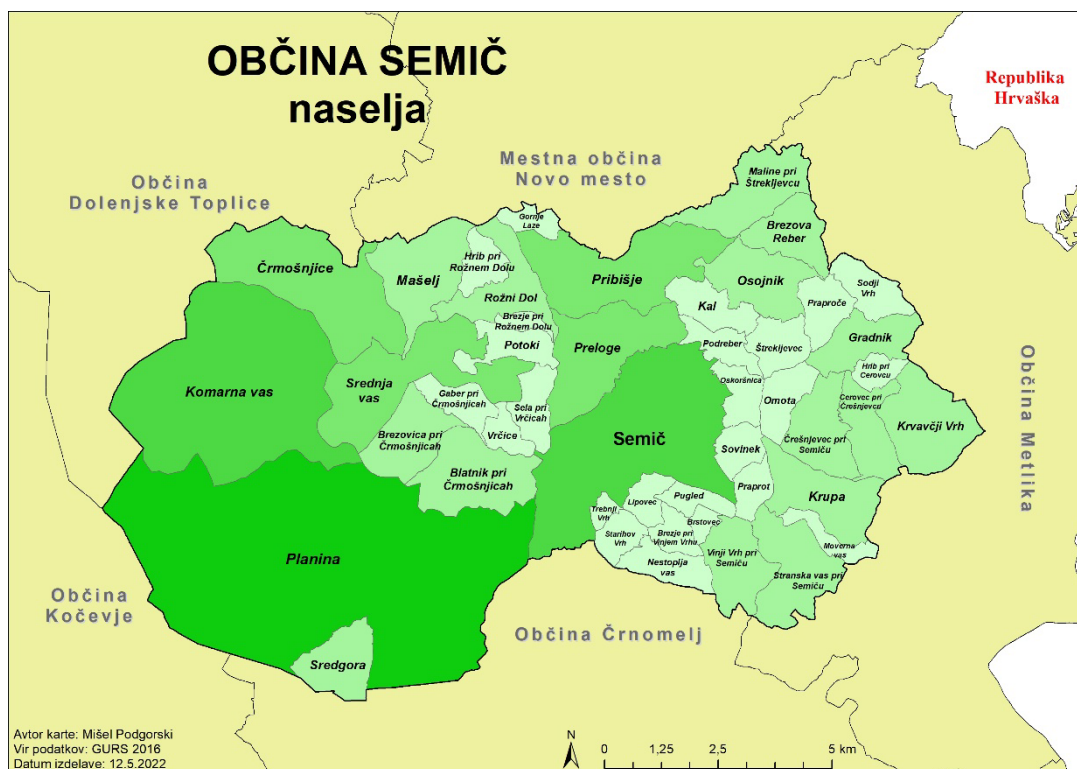 OBČINA SEMIČ
naselja
Republika
Hrvaška
Mestna občina
Novo mesto
Občina
Dolenjske Toplice
Maline pri
Štrekljevcu
Gornje
Laze
Brezova
Reber
Črmošnjice
Hrib pri
Rožnem Dolu
Mašelj
Pribišje
Osojnik
Sodji
Vrh
Rožni Dol
Kal
Praproče
Brezje pri
Rožnem Dolu
Potoki
Preloge
Podreber
Štrekljevec
Gradnik
Hrib pri
Cerovcu
Komarna vas
Srednja
vas
Oskoršnica
Gaber pri
Črmošnjicah
Sela pri
Vrčicah
Omota
Cerovec pri
Črešnjevcu
Krvavčji Vrh
Občina Metlika
Brezovica pri
Črmošnjicah
Vrčice
Semič
Sovinek
Črešnjevec pri
Semiču
Blatnik pri
Črmošnjicah
Praprot
Krupa
Lipovec
Pugled
Trebnji
Vrh
Brstovec
Starihov
Vrh
Brezje pri
Vinjem Vrhu
Moverna
vas
Planina
Nestoplja
vas
Vinji Vrh pri
Semiču
Stranska vas pri
Semiču
Občina
Kočevje
Občina Črnomelj
Sredgora
Avtor karte: Mišel Podgorski
Vir podatkov: GURS 2016
Datum izdelave: 12.5.2022
N
0 1,25 2,5 5 km